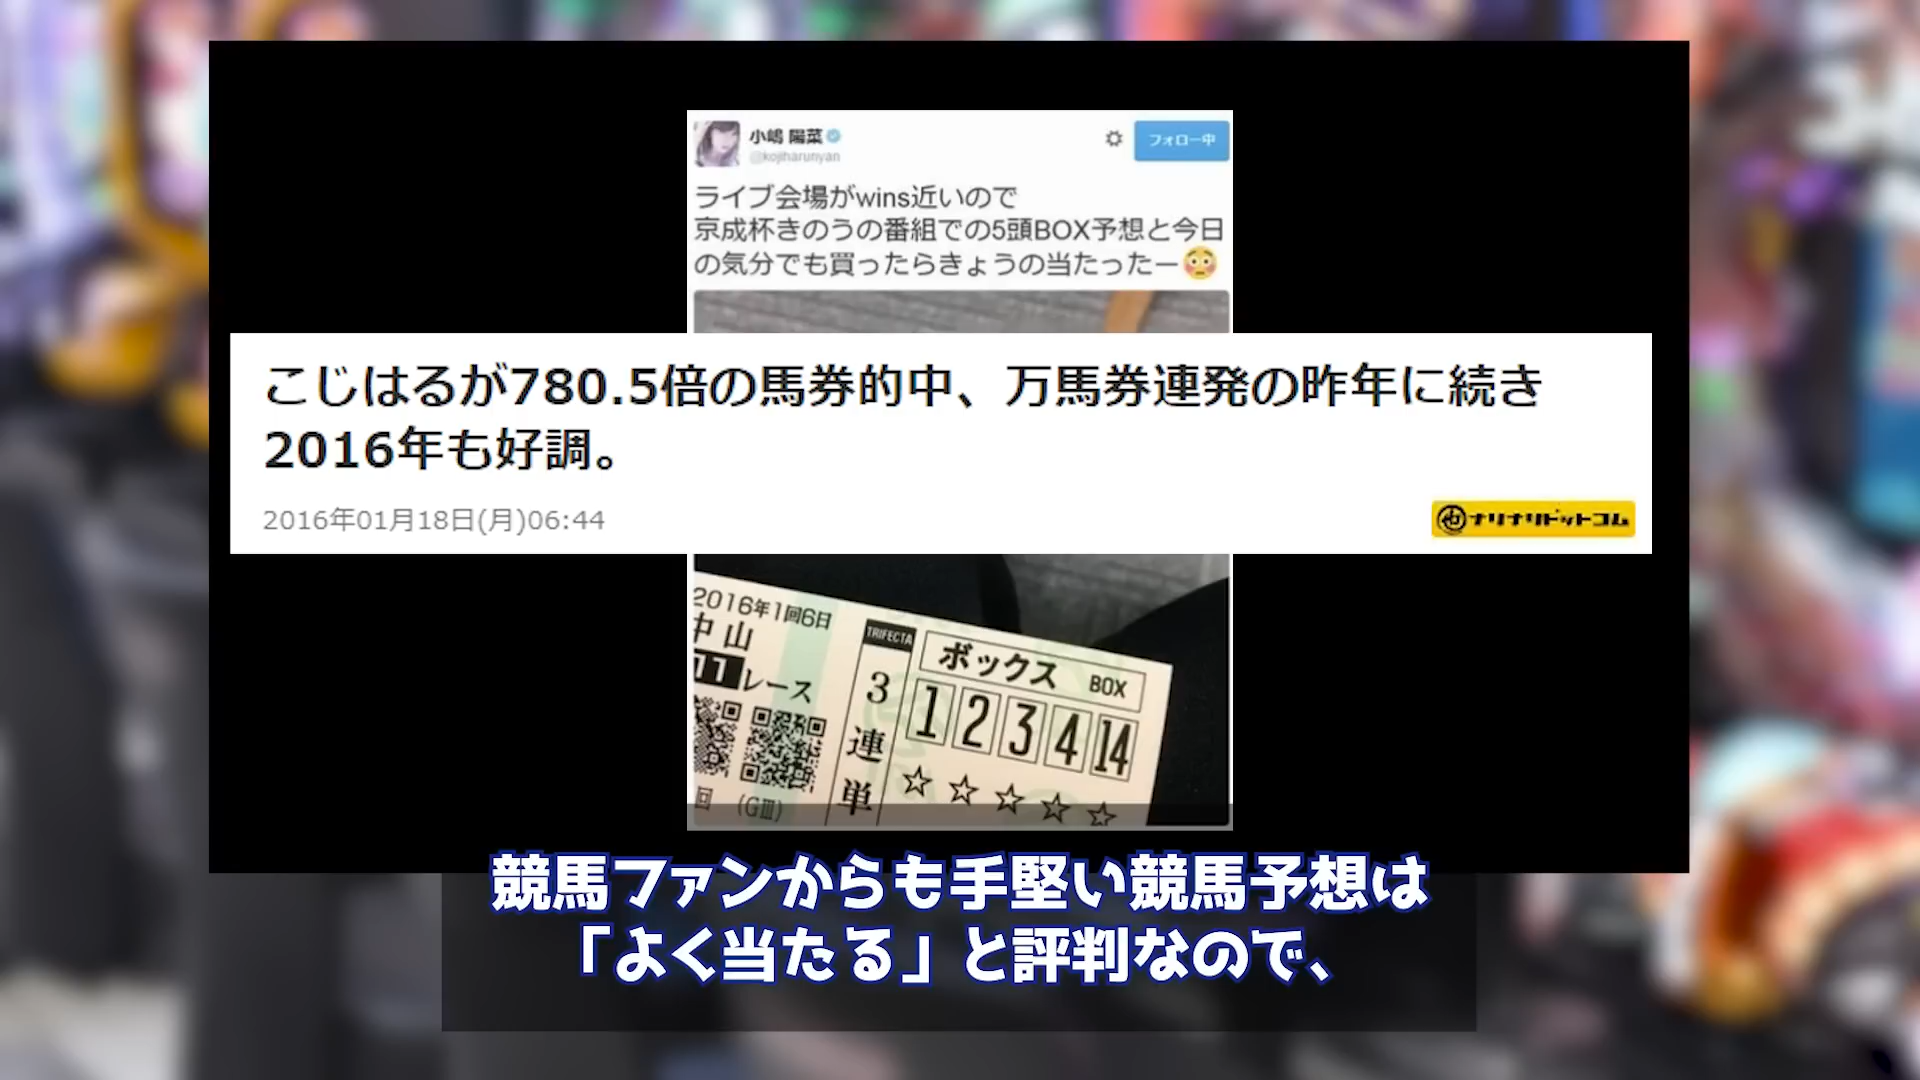 小嶋 陽菜
@kojiharunyan
フォロー中
ライブ会場がwins近いので
京成杯きのうの番組での5頭BOX予想と今日
の気分でも買ったらきょうの当たったー😳
こじはるが780.5倍の馬券的中、万馬券連発の昨年に続き
2016年も好調。
2016年01月18日(月)06:44
ナリナリドットコム
2016年1回6日
中山
11レース
TRIFECTA
3連単
ボックス BOX
1 2 3 4 14
☆ ☆ ☆ ☆ ☆
回 (GIII)
競馬ファンからも手堅い競馬予想は
「よく当たる」と評判なので、